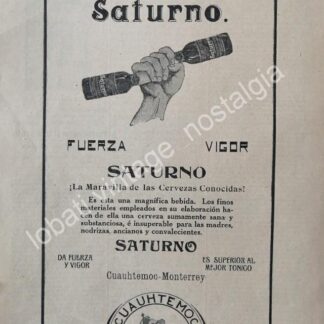 Saturno.
FUERZA VIGOR
SATURNO
¡La Maravilla de las Cervezas Conocidas!
Es esta una magnífica bebida. Los finos
materiales empleados en su elaboración ha-
cen de ella una cerveza sumamente sana y
substanciosa, é insuperable para las madres,
nodrizas, ancianos y convalecientes.
SATURNO
DA FUERZA
Y VIGOR
ES SUPERIOR AL
MEJOR TONICO
Cuauhtemoc-Monterrey
CUAUHTEMOC
lobali vintage nostalgia